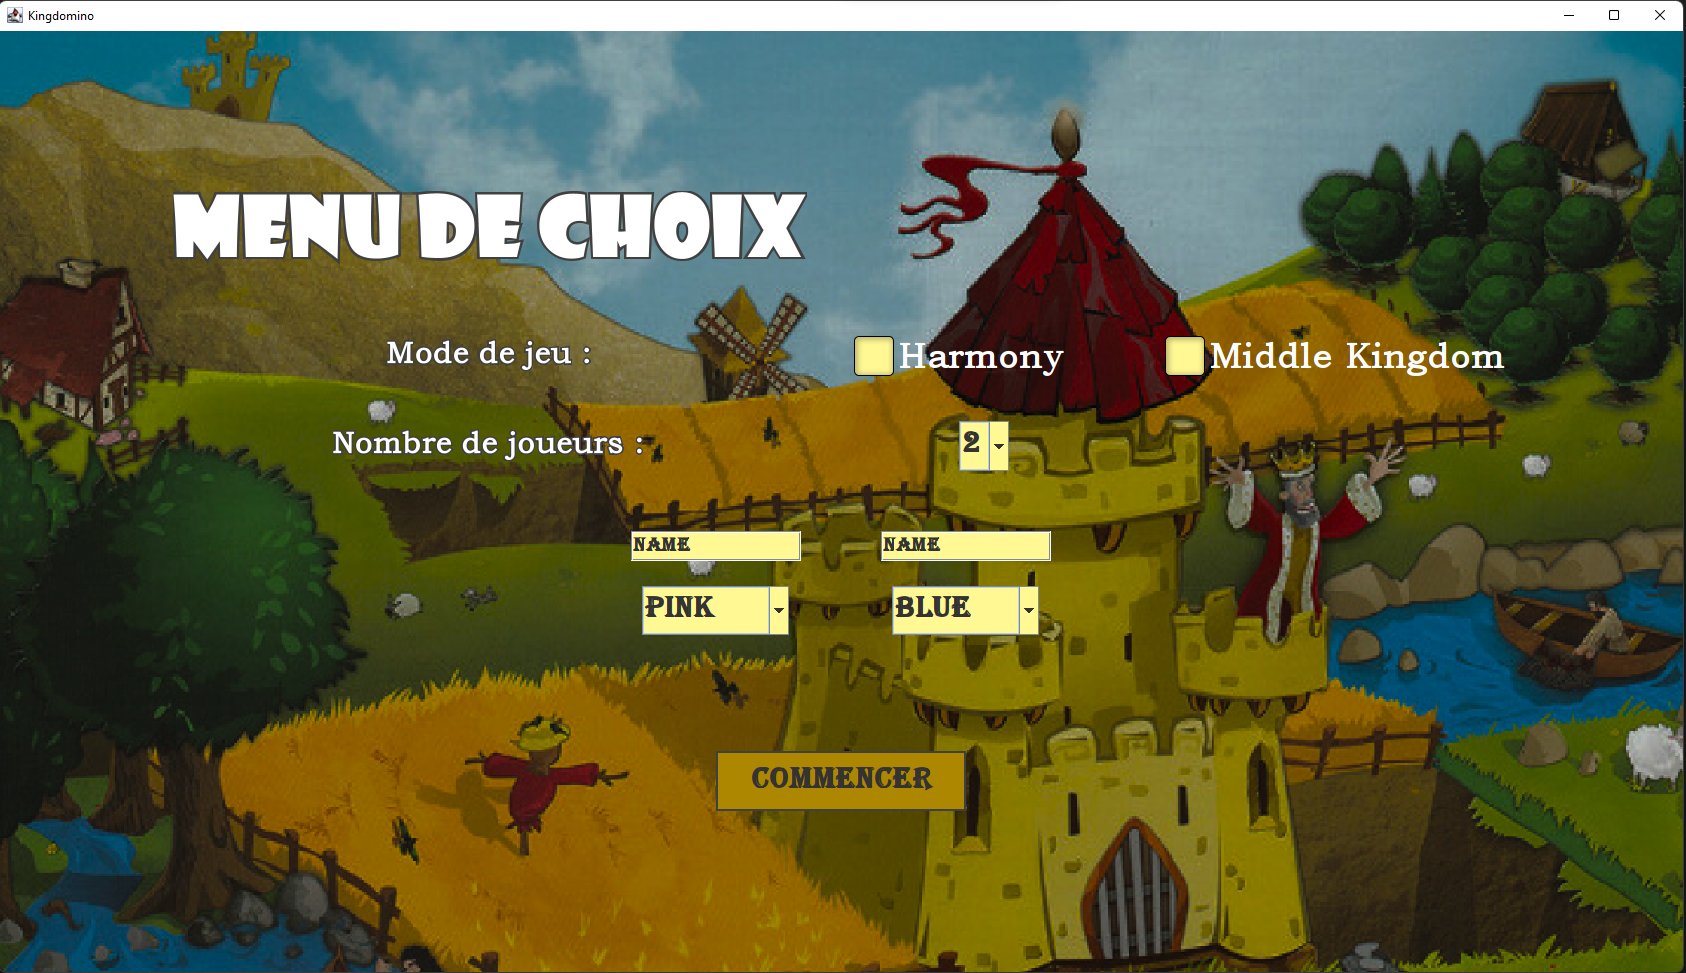 Kingdomino
MENU DE CHOIX
Mode de jeu :
Harmony
Middle Kingdom
Nombre de joueurs :
2
NAME
NAME
PINK
BLUE
COMMENCER